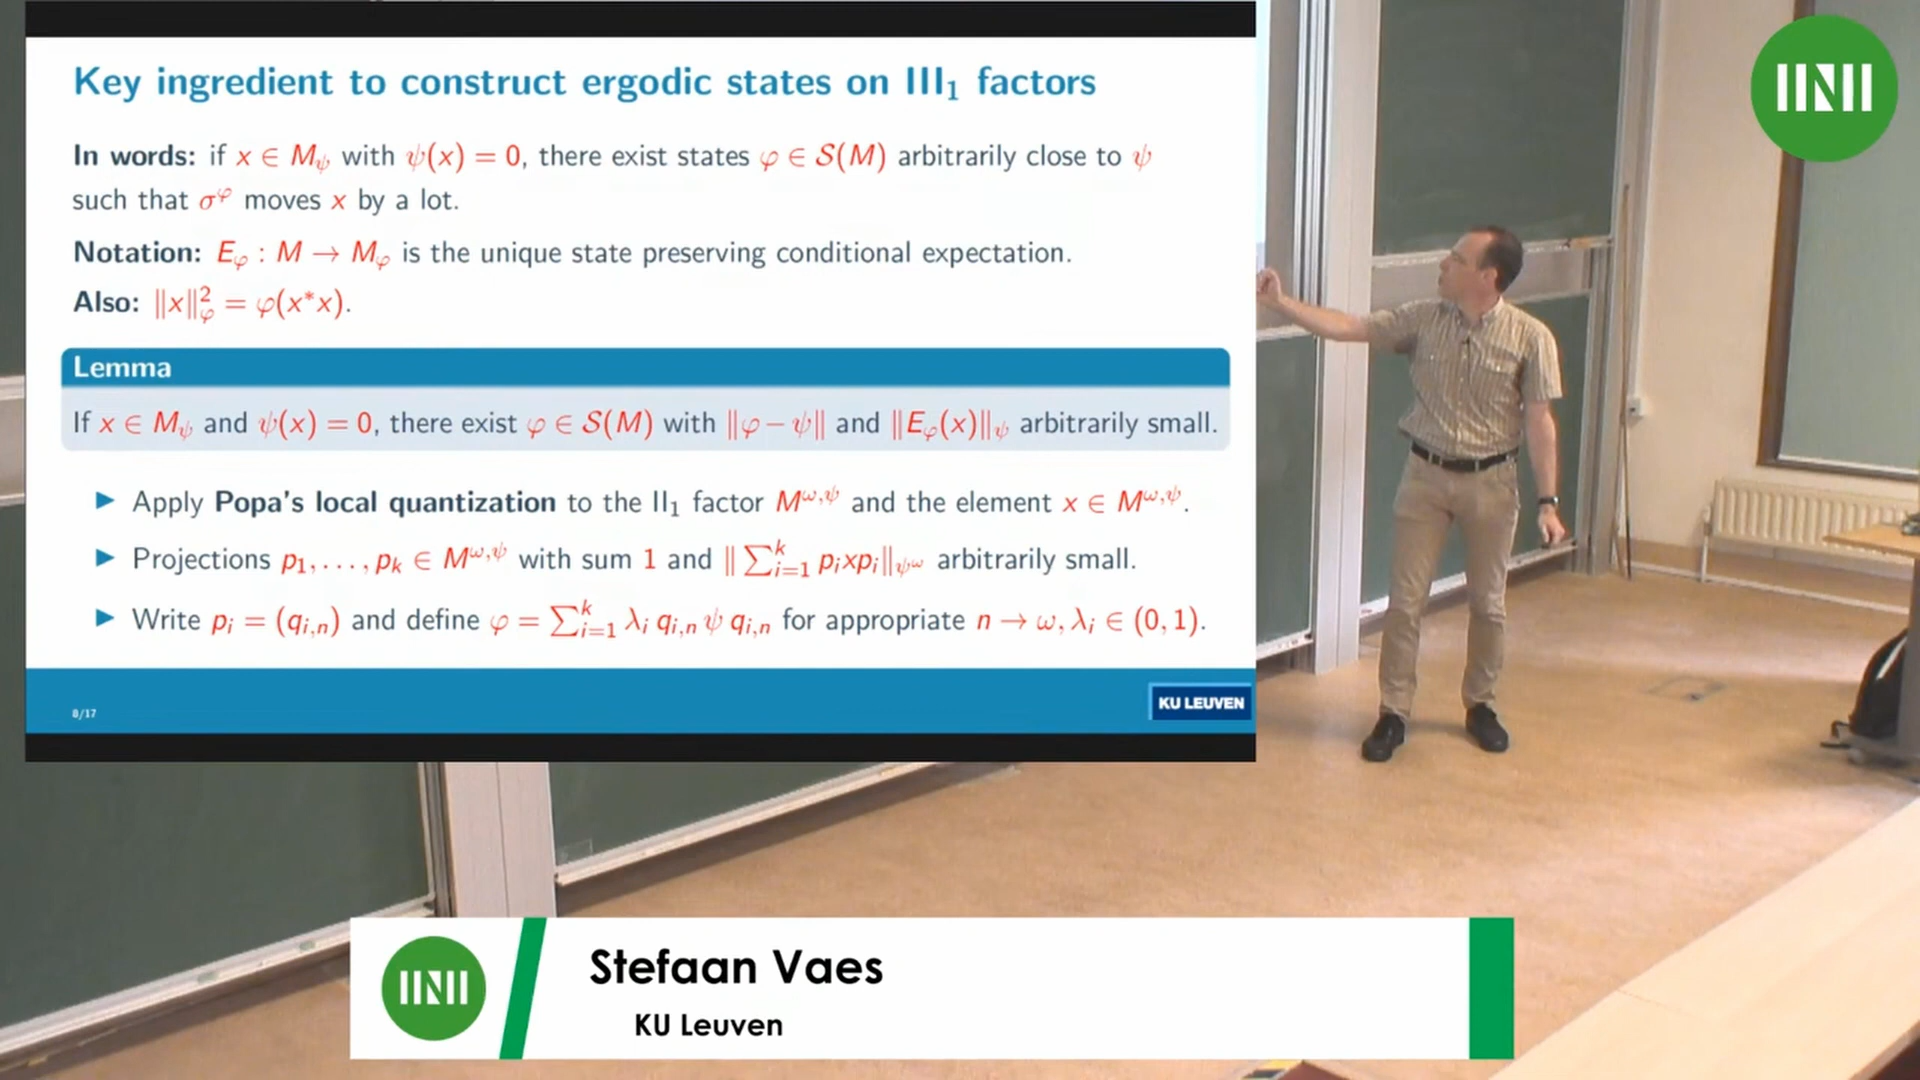 Key ingredient to construct ergodic states on III₁ factors
In words: if x ∈ M_ψ with ψ(x) = 0, there exist states φ ∈ S(M) arbitrarily close to ψ
such that σ^φ moves x by a lot.
Notation: E_φ : M → M_φ is the unique state preserving conditional expectation.
Also: ‖x‖²_φ = φ(x*x).
Lemma
If x ∈ M_ψ and ψ(x) = 0, there exist φ ∈ S(M) with ‖φ − ψ‖ and ‖E_φ(x)‖_ψ arbitrarily small.
▶ Apply Popa's local quantization to the II₁ factor M^{ω,ψ} and the element x ∈ M^{ω,ψ}.
▶ Projections p₁, . . . , p_k ∈ M^{ω,ψ} with sum 1 and ‖ ∑_{i=1}^k p_i x p_i ‖_{ψ^ω} arbitrarily small.
▶ Write p_i = (q_{i,n}) and define φ = ∑_{i=1}^k λ_i q_{i,n} ψ q_{i,n} for appropriate n → ω, λ_i ∈ (0, 1).
8/17
KU LEUVEN
Stefaan Vaes
KU Leuven